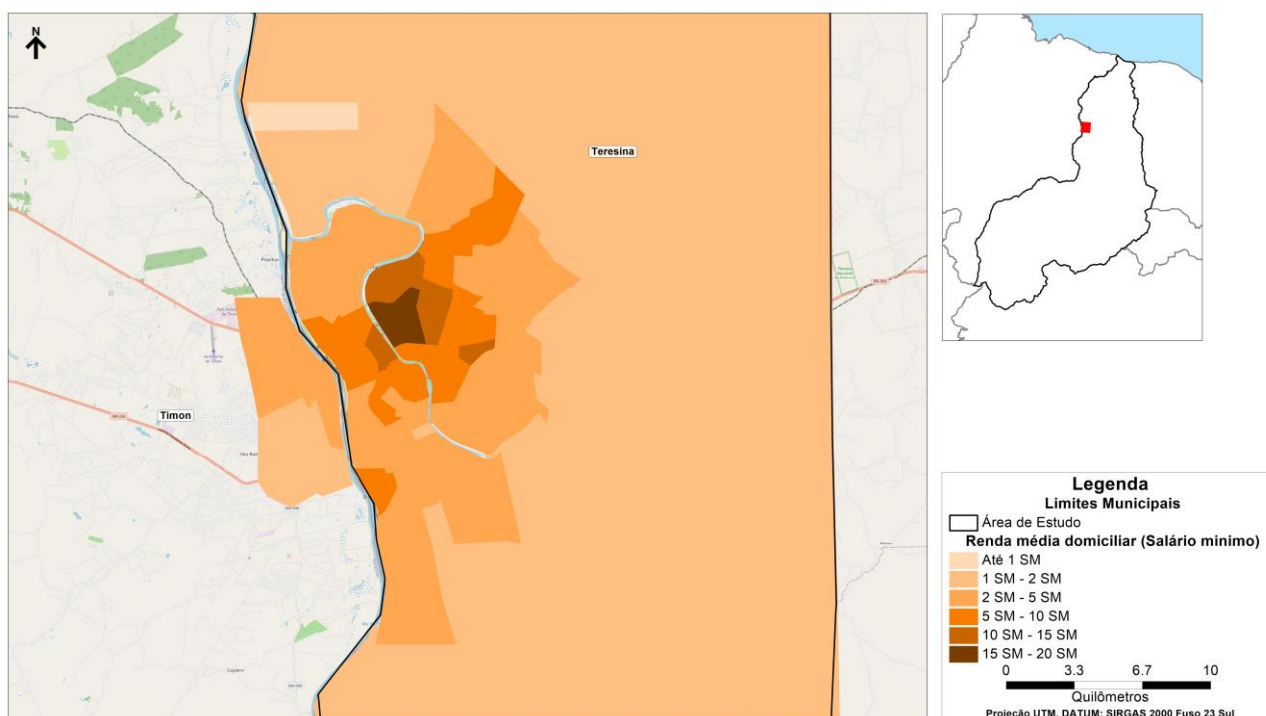 N
Teresina
Timon
Legenda
Limites Municipais
Área de Estudo
Renda média domiciliar (Salário mínimo)
Até 1 SM
1 SM - 2 SM
2 SM - 5 SM
5 SM - 10 SM
10 SM - 15 SM
15 SM - 20 SM
0 3.3 6.7 10
Quilômetros
Projeção UTM. DATUM: SIRGAS 2000 Fuso 23 Sul